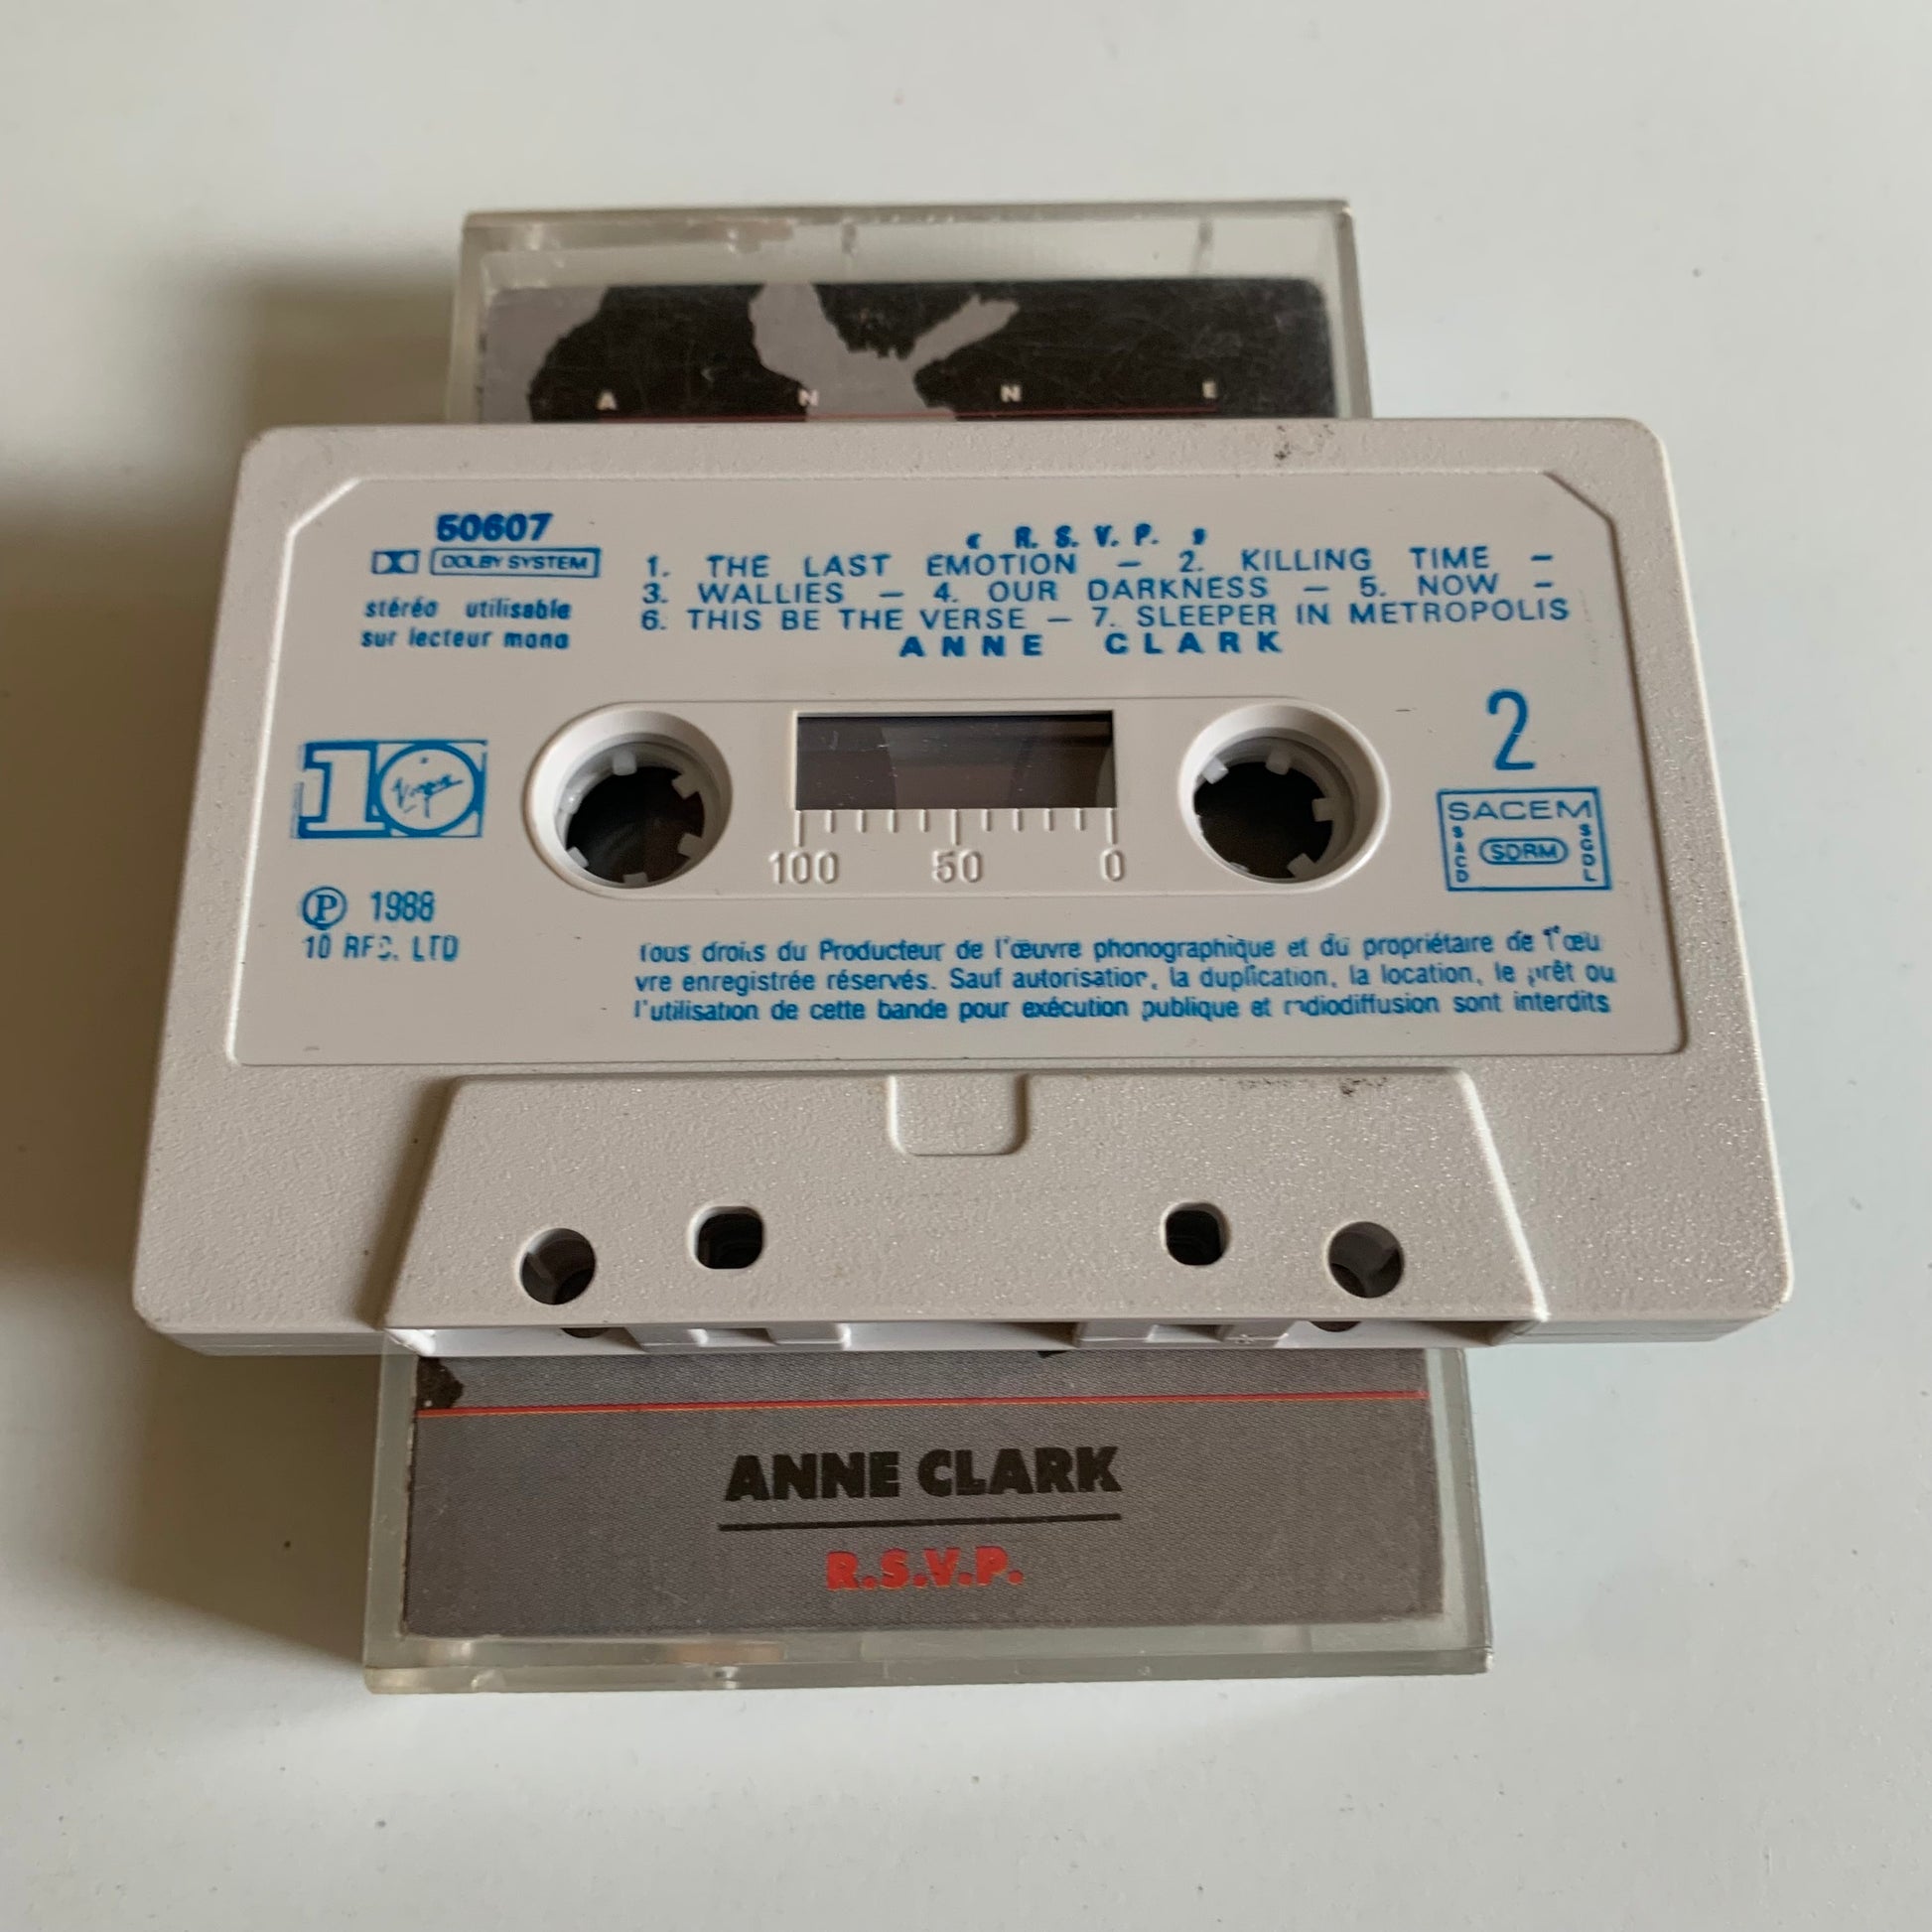 A N N E
50607
DOLBY SYSTEM
stéréo utilisable
sur lecteur mono
« R. S. V. P. »
1. THE LAST EMOTION – 2. KILLING TIME –
3. WALLIES – 4. OUR DARKNESS – 5. NOW –
6. THIS BE THE VERSE – 7. SLEEPER IN METROPOLIS
ANNE CLARK
10 Virgin
2
SACEM
SACD
SDRM
SGDL
100 50 0
Ⓟ 1988
10 REC. LTD
Tous droits du Producteur de l'œuvre phonographique et du propriétaire de l'œu
vre enregistrée réservés. Sauf autorisation, la duplication, la location, le prêt ou
l'utilisation de cette bande pour exécution publique et radiodiffusion sont interdits
ANNE CLARK
R.S.V.P.